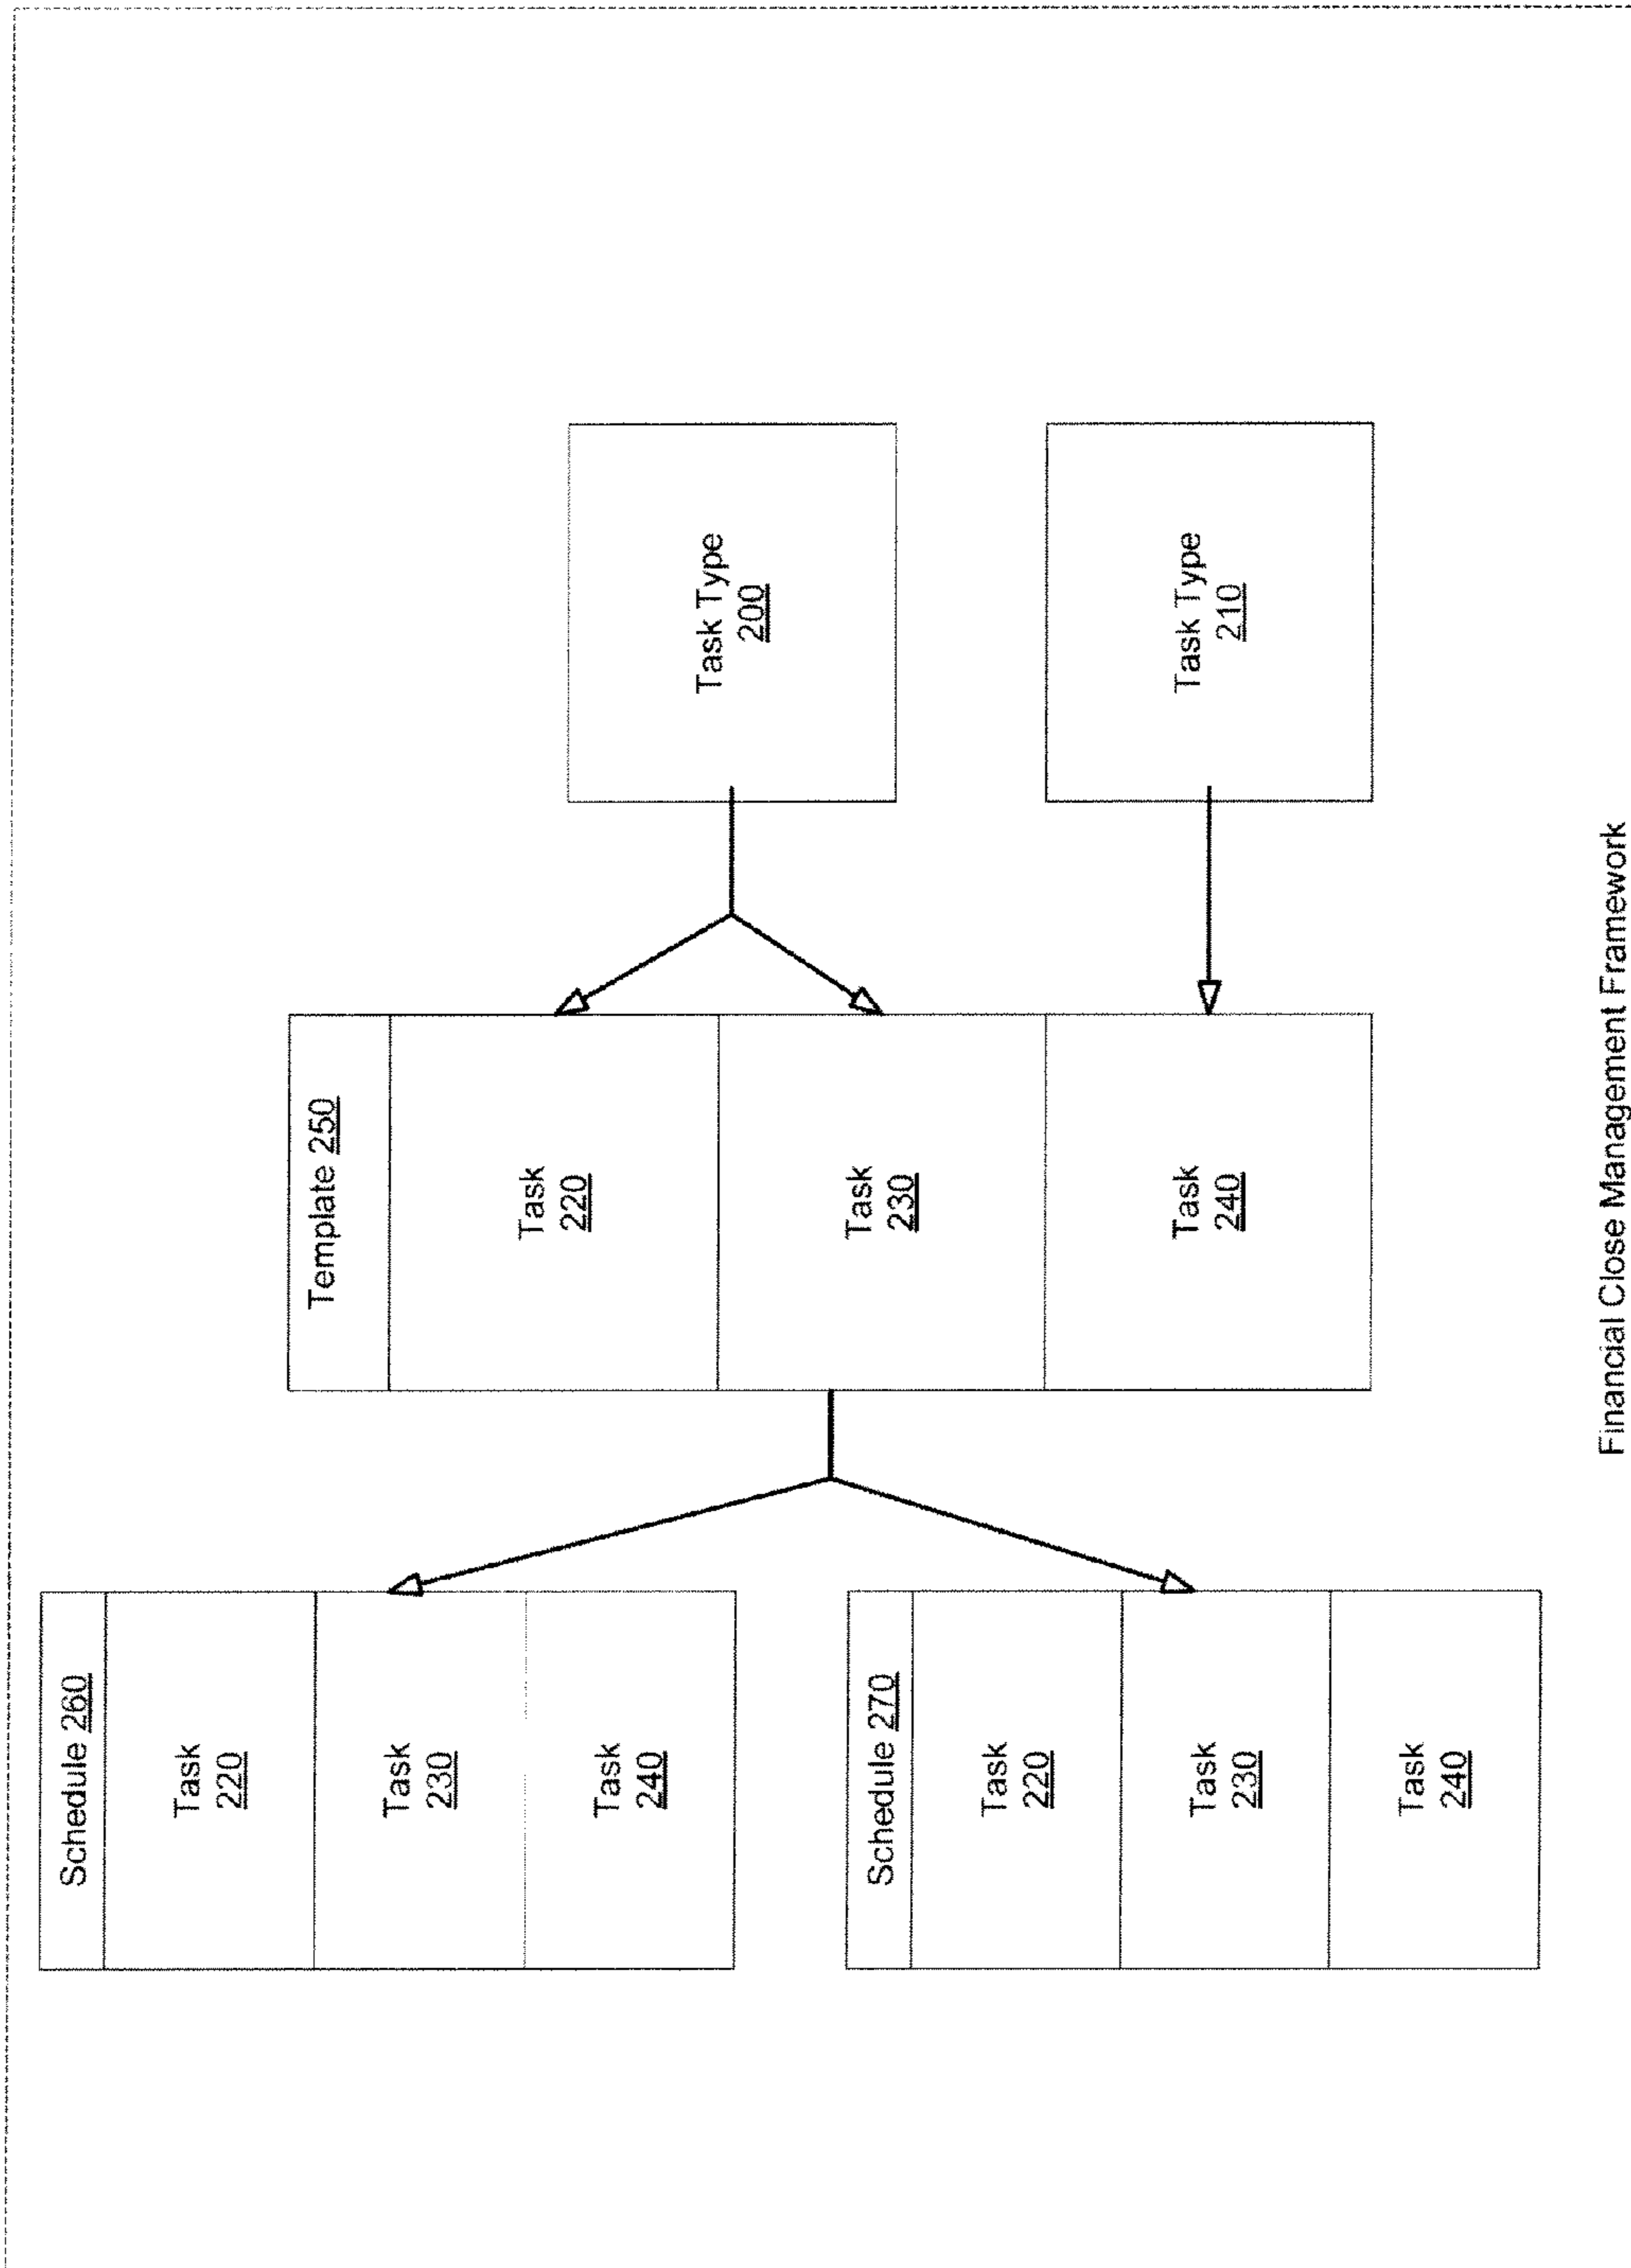 Schedule 260
Task
220
Task
230
Task
240
Schedule 270
Task
220
Task
230
Task
240
Template 250
Task
220
Task
230
Task
240
Task Type
200
Task Type
210
Financial Close Management Framework